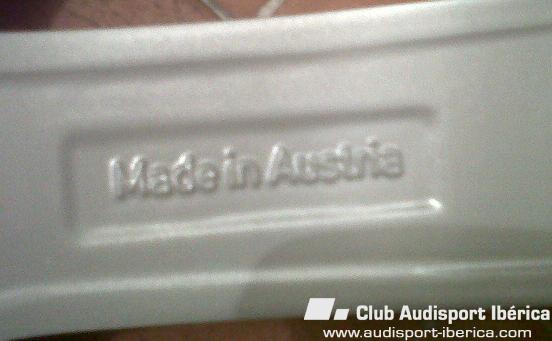 Made in Austria
Club Audisport Ibérica
www.audisport-iberica.com